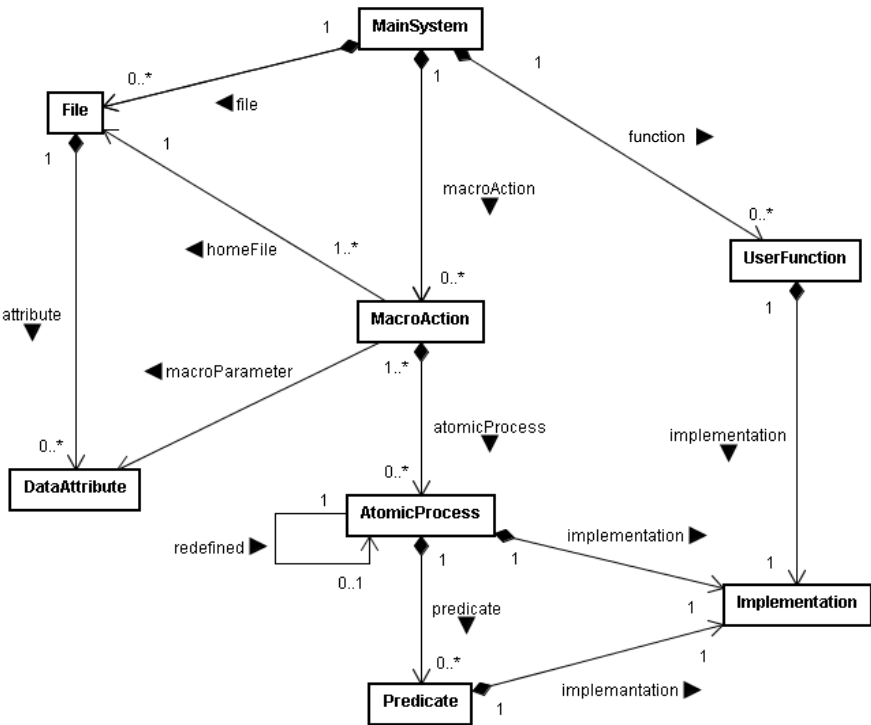 MainSystem
1
1
1
0..*
◀file
File
function ▶
1
1
macroAction
▼
0..*
UserFunction
◀homeFile
1..*
0..*
1
attribute
▼
MacroAction
◀macroParameter
1..*
atomicProcess
▼
implementation
▼
0..*
0..*
DataAttribute
1
AtomicProcess
redefined ▶
implementation▶
1
1
1
0..1
Implementation
predicate
▼
1
1
0..*
Predicate
1
implemantation▶